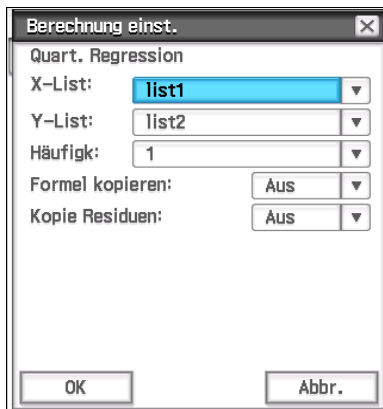 Berechnung einst.
Quart. Regression
X-List: list1
Y-List: list2
Häufigk: 1
Formel kopieren: Aus
Kopie Residuen: Aus
OK Abbr.